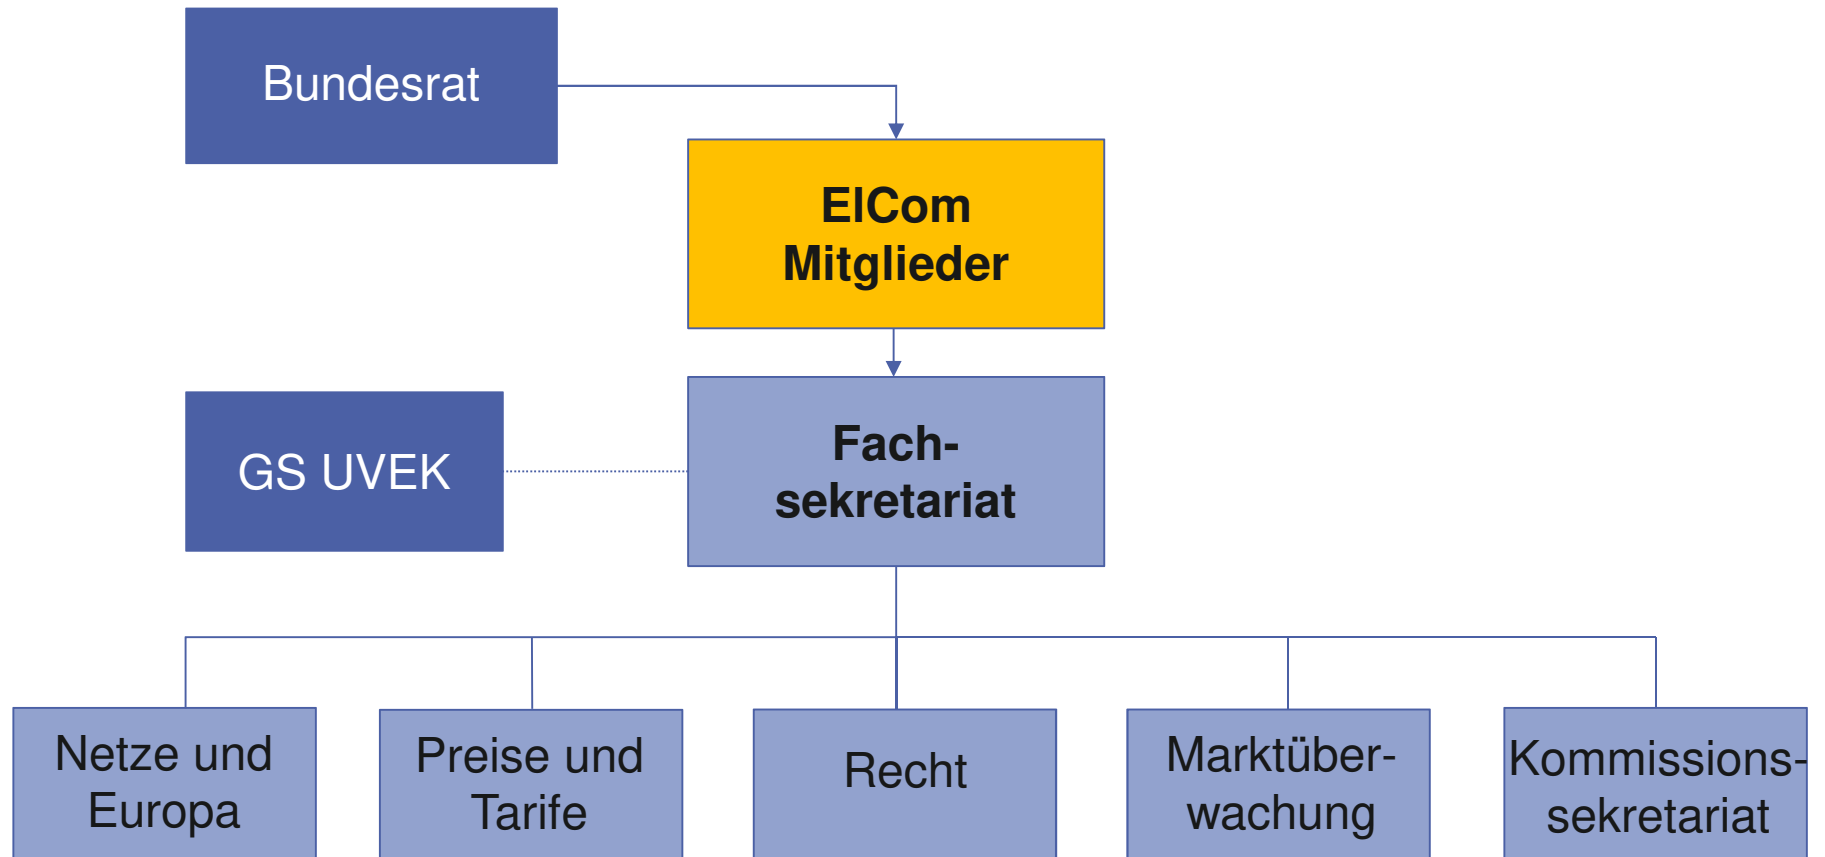 Bundesrat
ElCom
Mitglieder
Fach-
sekretariat
GS UVEK
Netze und
Europa
Preise und
Tarife
Recht
Marktüber-
wachung
Kommissions-
sekretariat